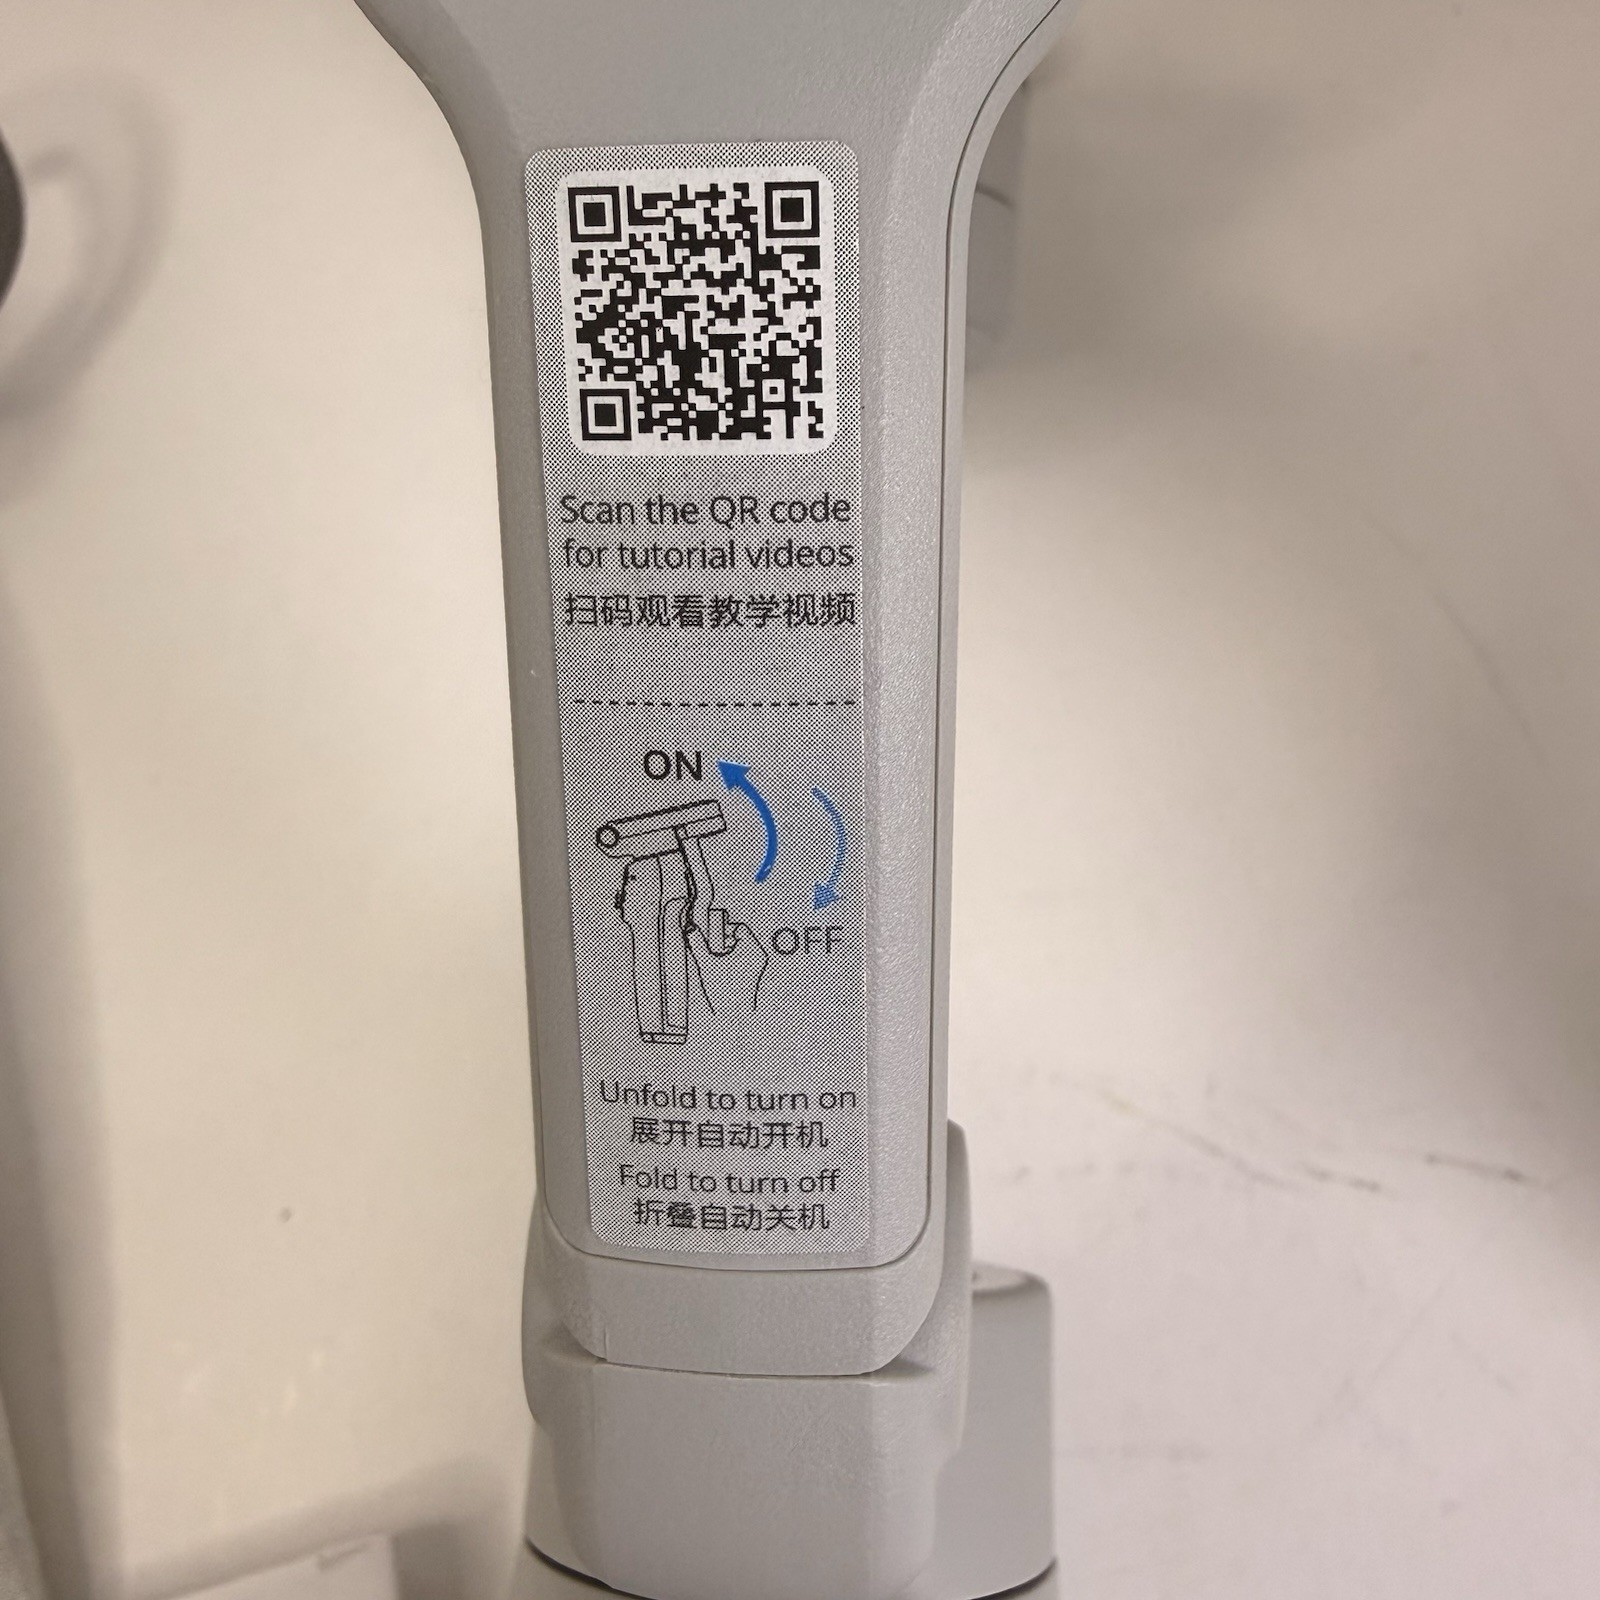 Scan the QR code
for tutorial videos
扫码观看教学视频
ON
OFF
Unfold to turn on
展开自动开机
Fold to turn off
折叠自动关机